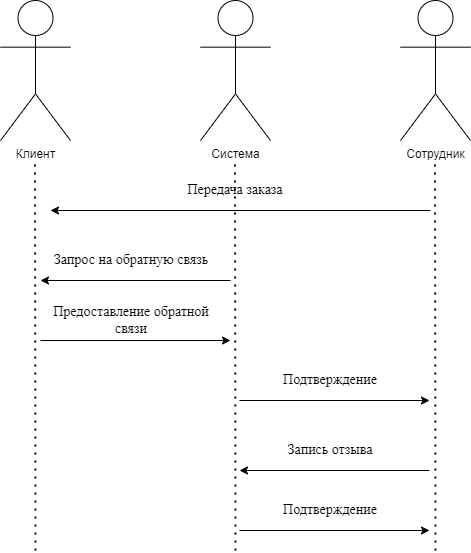 Клиент
Система
Сотрудник
Передача заказа
Запрос на обратную связь
Предоставление обратной
связи
Подтверждение
Запись отзыва
Подтверждение